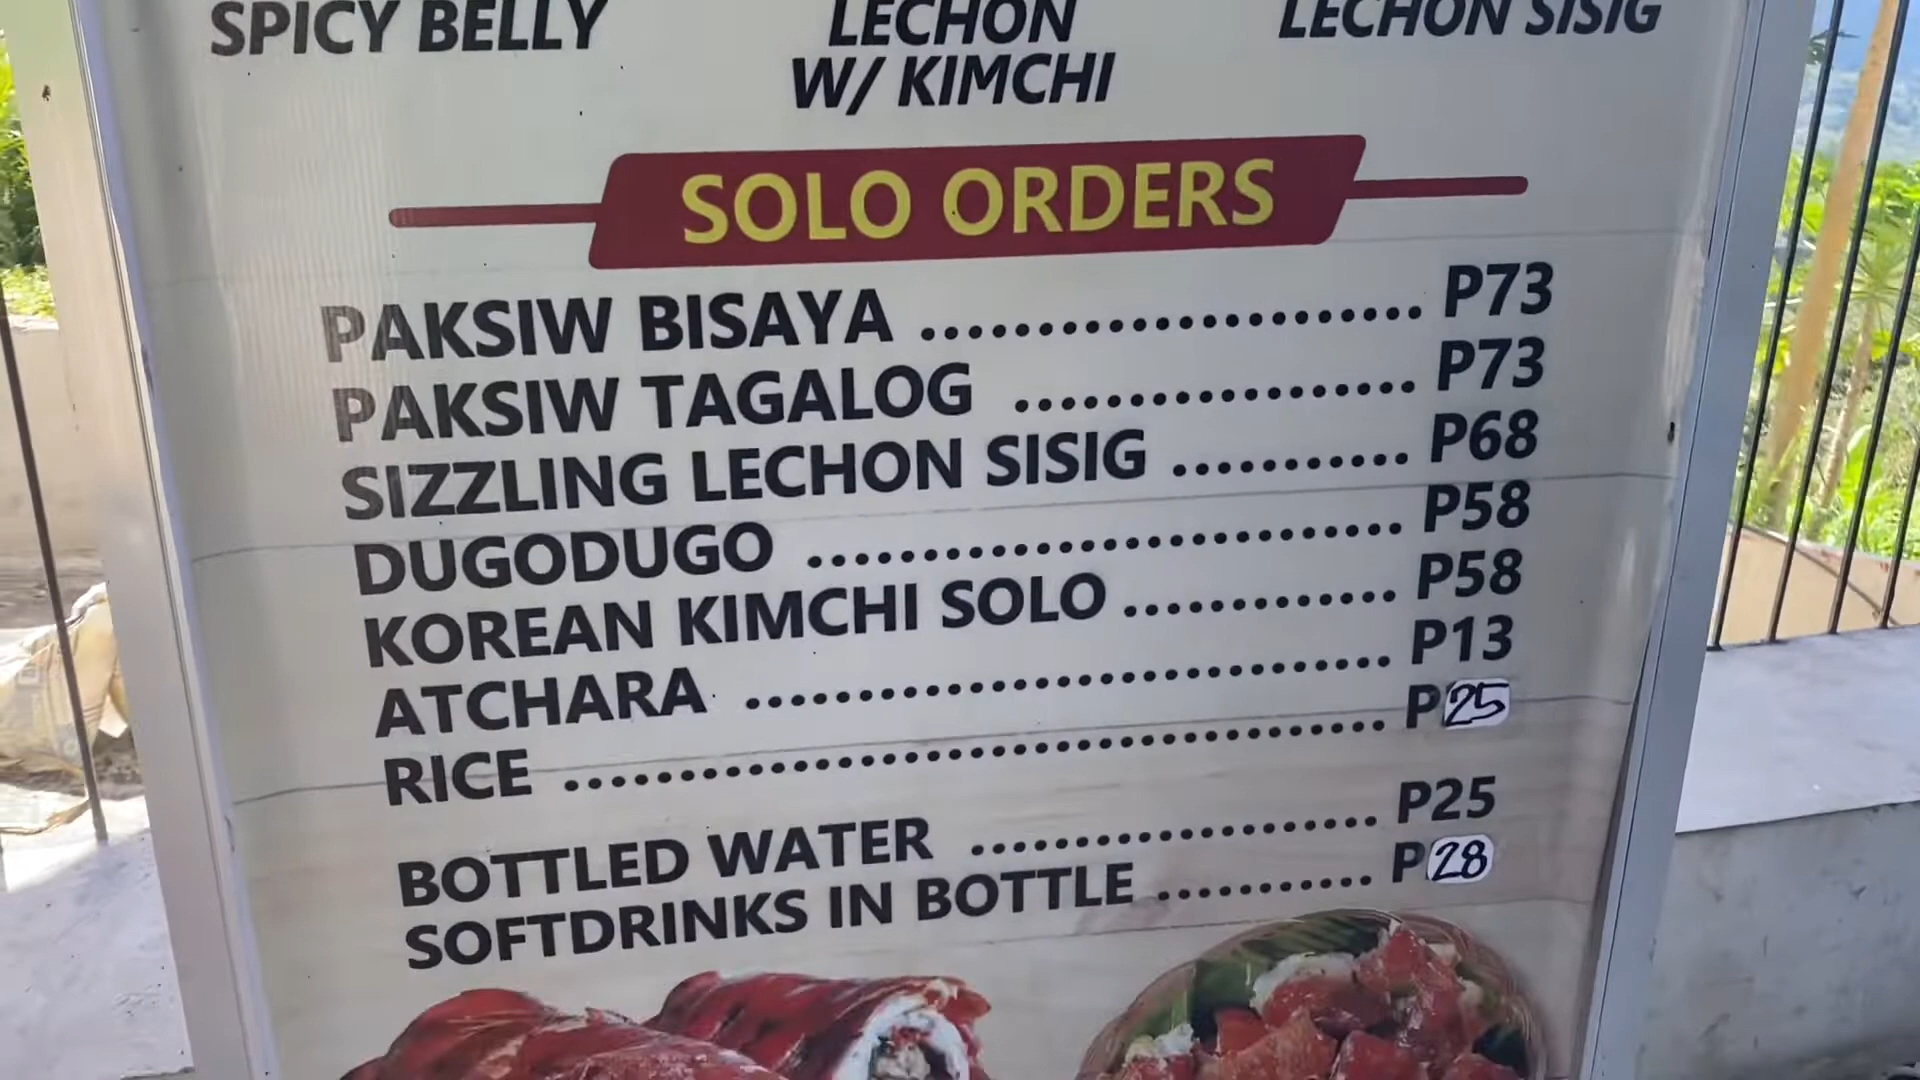 SPICY BELLY
LECHON
W/ KIMCHI
LECHON SISIG
SOLO ORDERS
PAKSIW BISAYA ...................... P73
PAKSIW TAGALOG .................. P73
SIZZLING LECHON SISIG ........... P68
DUGODUGO .......................... P58
KOREAN KIMCHI SOLO ............ P58
ATCHARA ............................ P13
RICE ................................... P25
BOTTLED WATER .................. P25
SOFTDRINKS IN BOTTLE .......... P28